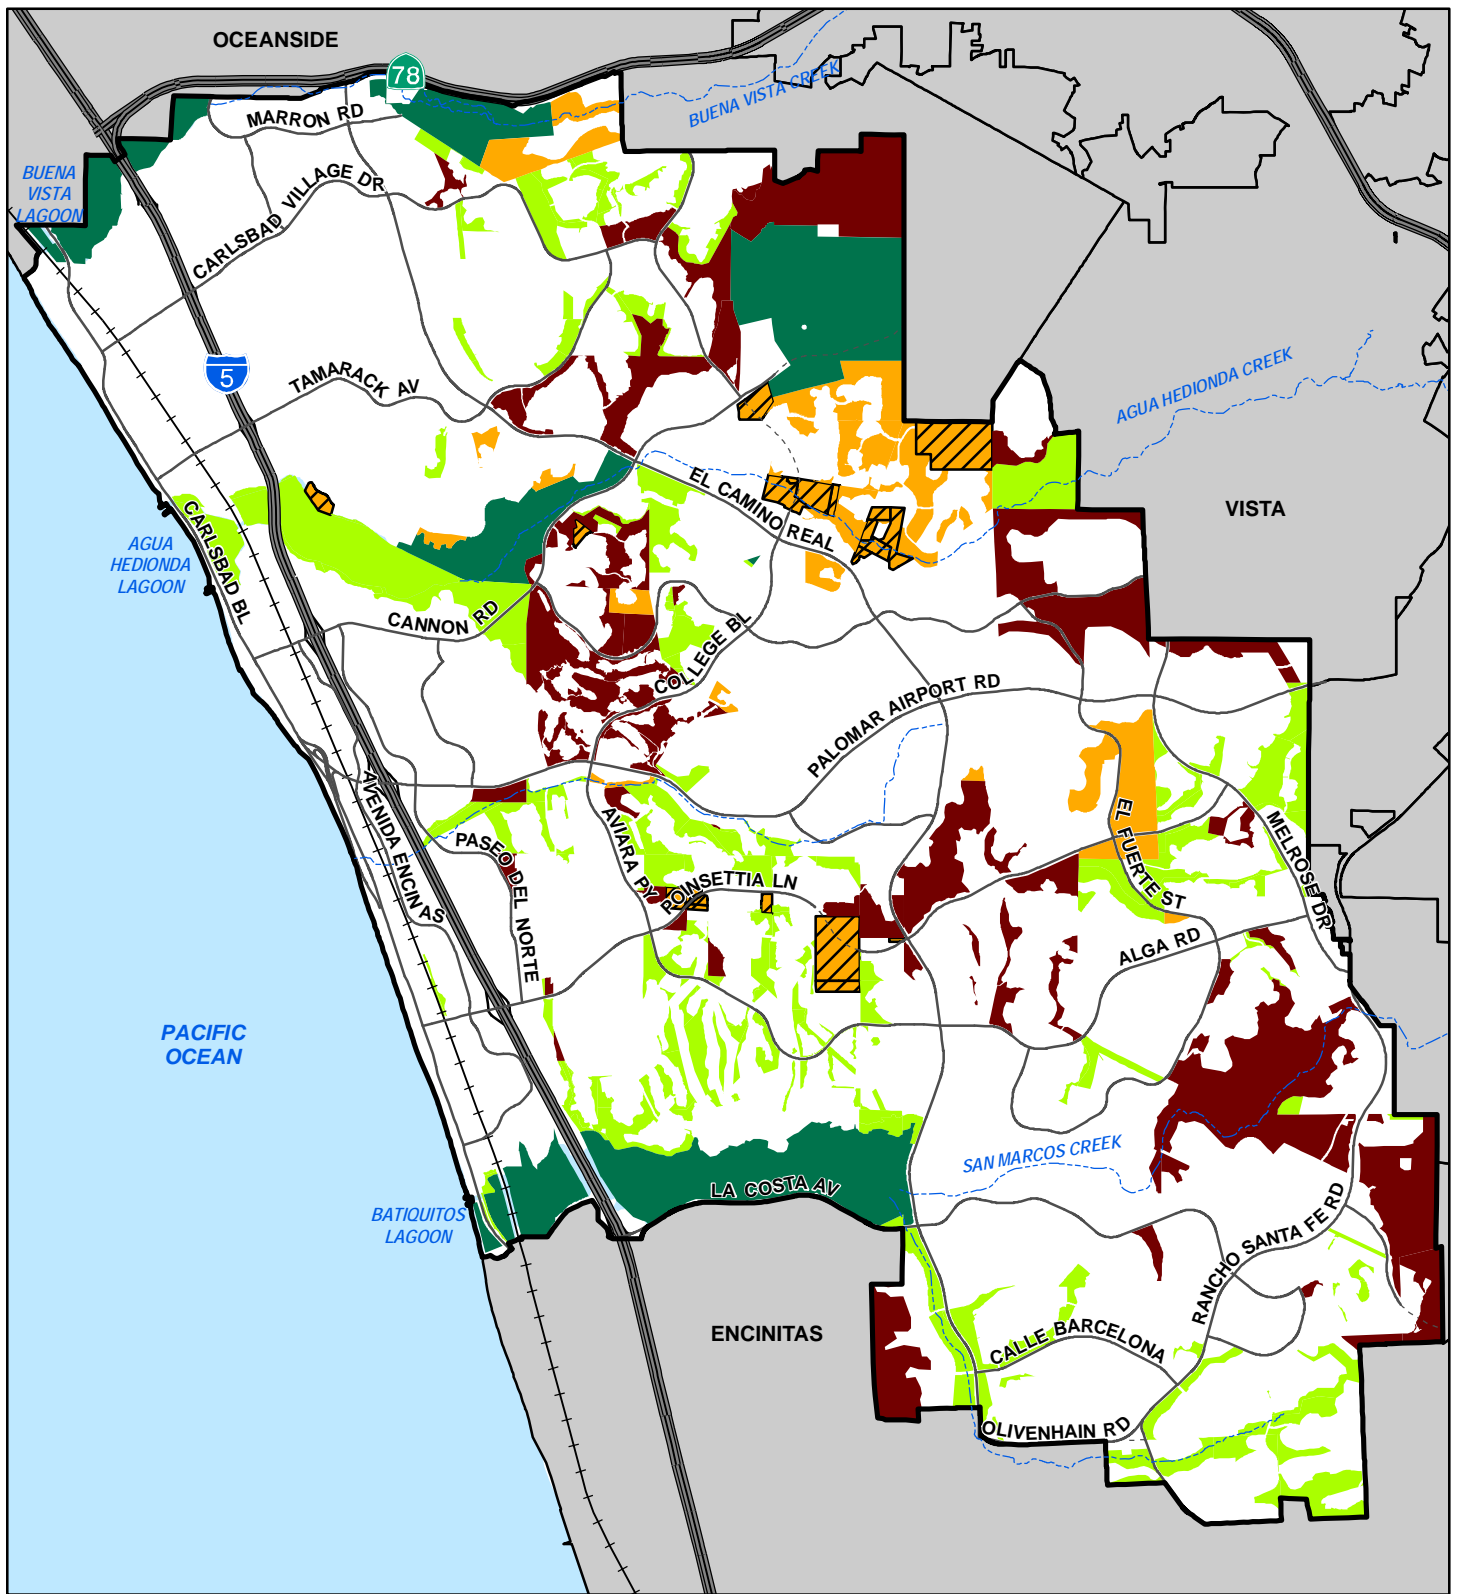 OCEANSIDE
78
BUENA VISTA CREEK
MARRON RD
BUENA
VISTA
LAGOON
CARLSBAD VILLAGE DR
5
TAMARACK AV
AGUA HEDIONDA CREEK
EL CAMINO REAL
VISTA
CARLSBAD BL
AGUA
HEDIONDA
LAGOON
CANNON RD
COLLEGE BL
PALOMAR AIRPORT RD
AVENIDA ENCINAS
PASEO DEL NORTE
AVIARA PY
POINSETTIA LN
EL FUERTE ST
MELROSE DR
ALGA RD
PACIFIC
OCEAN
SAN MARCOS CREEK
LA COSTA AV
BATIQUITOS
LAGOON
RANCHO SANTA FE RD
ENCINITAS
CALLE BARCELONA
OLIVENHAIN RD